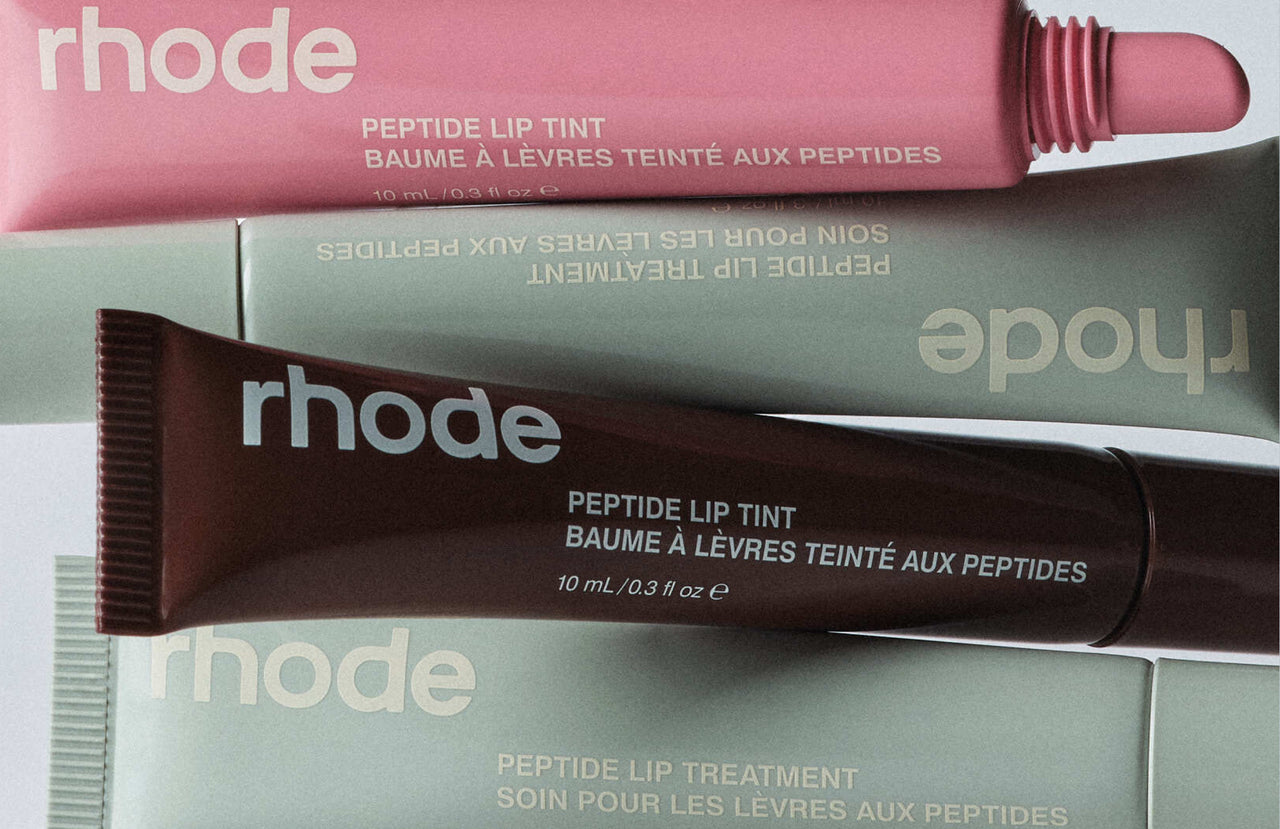 rhode
PEPTIDE LIP TINT
BAUME À LÈVRES TEINTÉ AUX PEPTIDES
10 mL/0.3 fl oz ℮
rhode
PEPTIDE LIP TREATMENT
SOIN POUR LES LÈVRES AUX PEPTIDES
rhode
PEPTIDE LIP TINT
BAUME À LÈVRES TEINTÉ AUX PEPTIDES
10 mL/0.3 fl oz ℮
rhode
PEPTIDE LIP TREATMENT
SOIN POUR LES LÈVRES AUX PEPTIDES